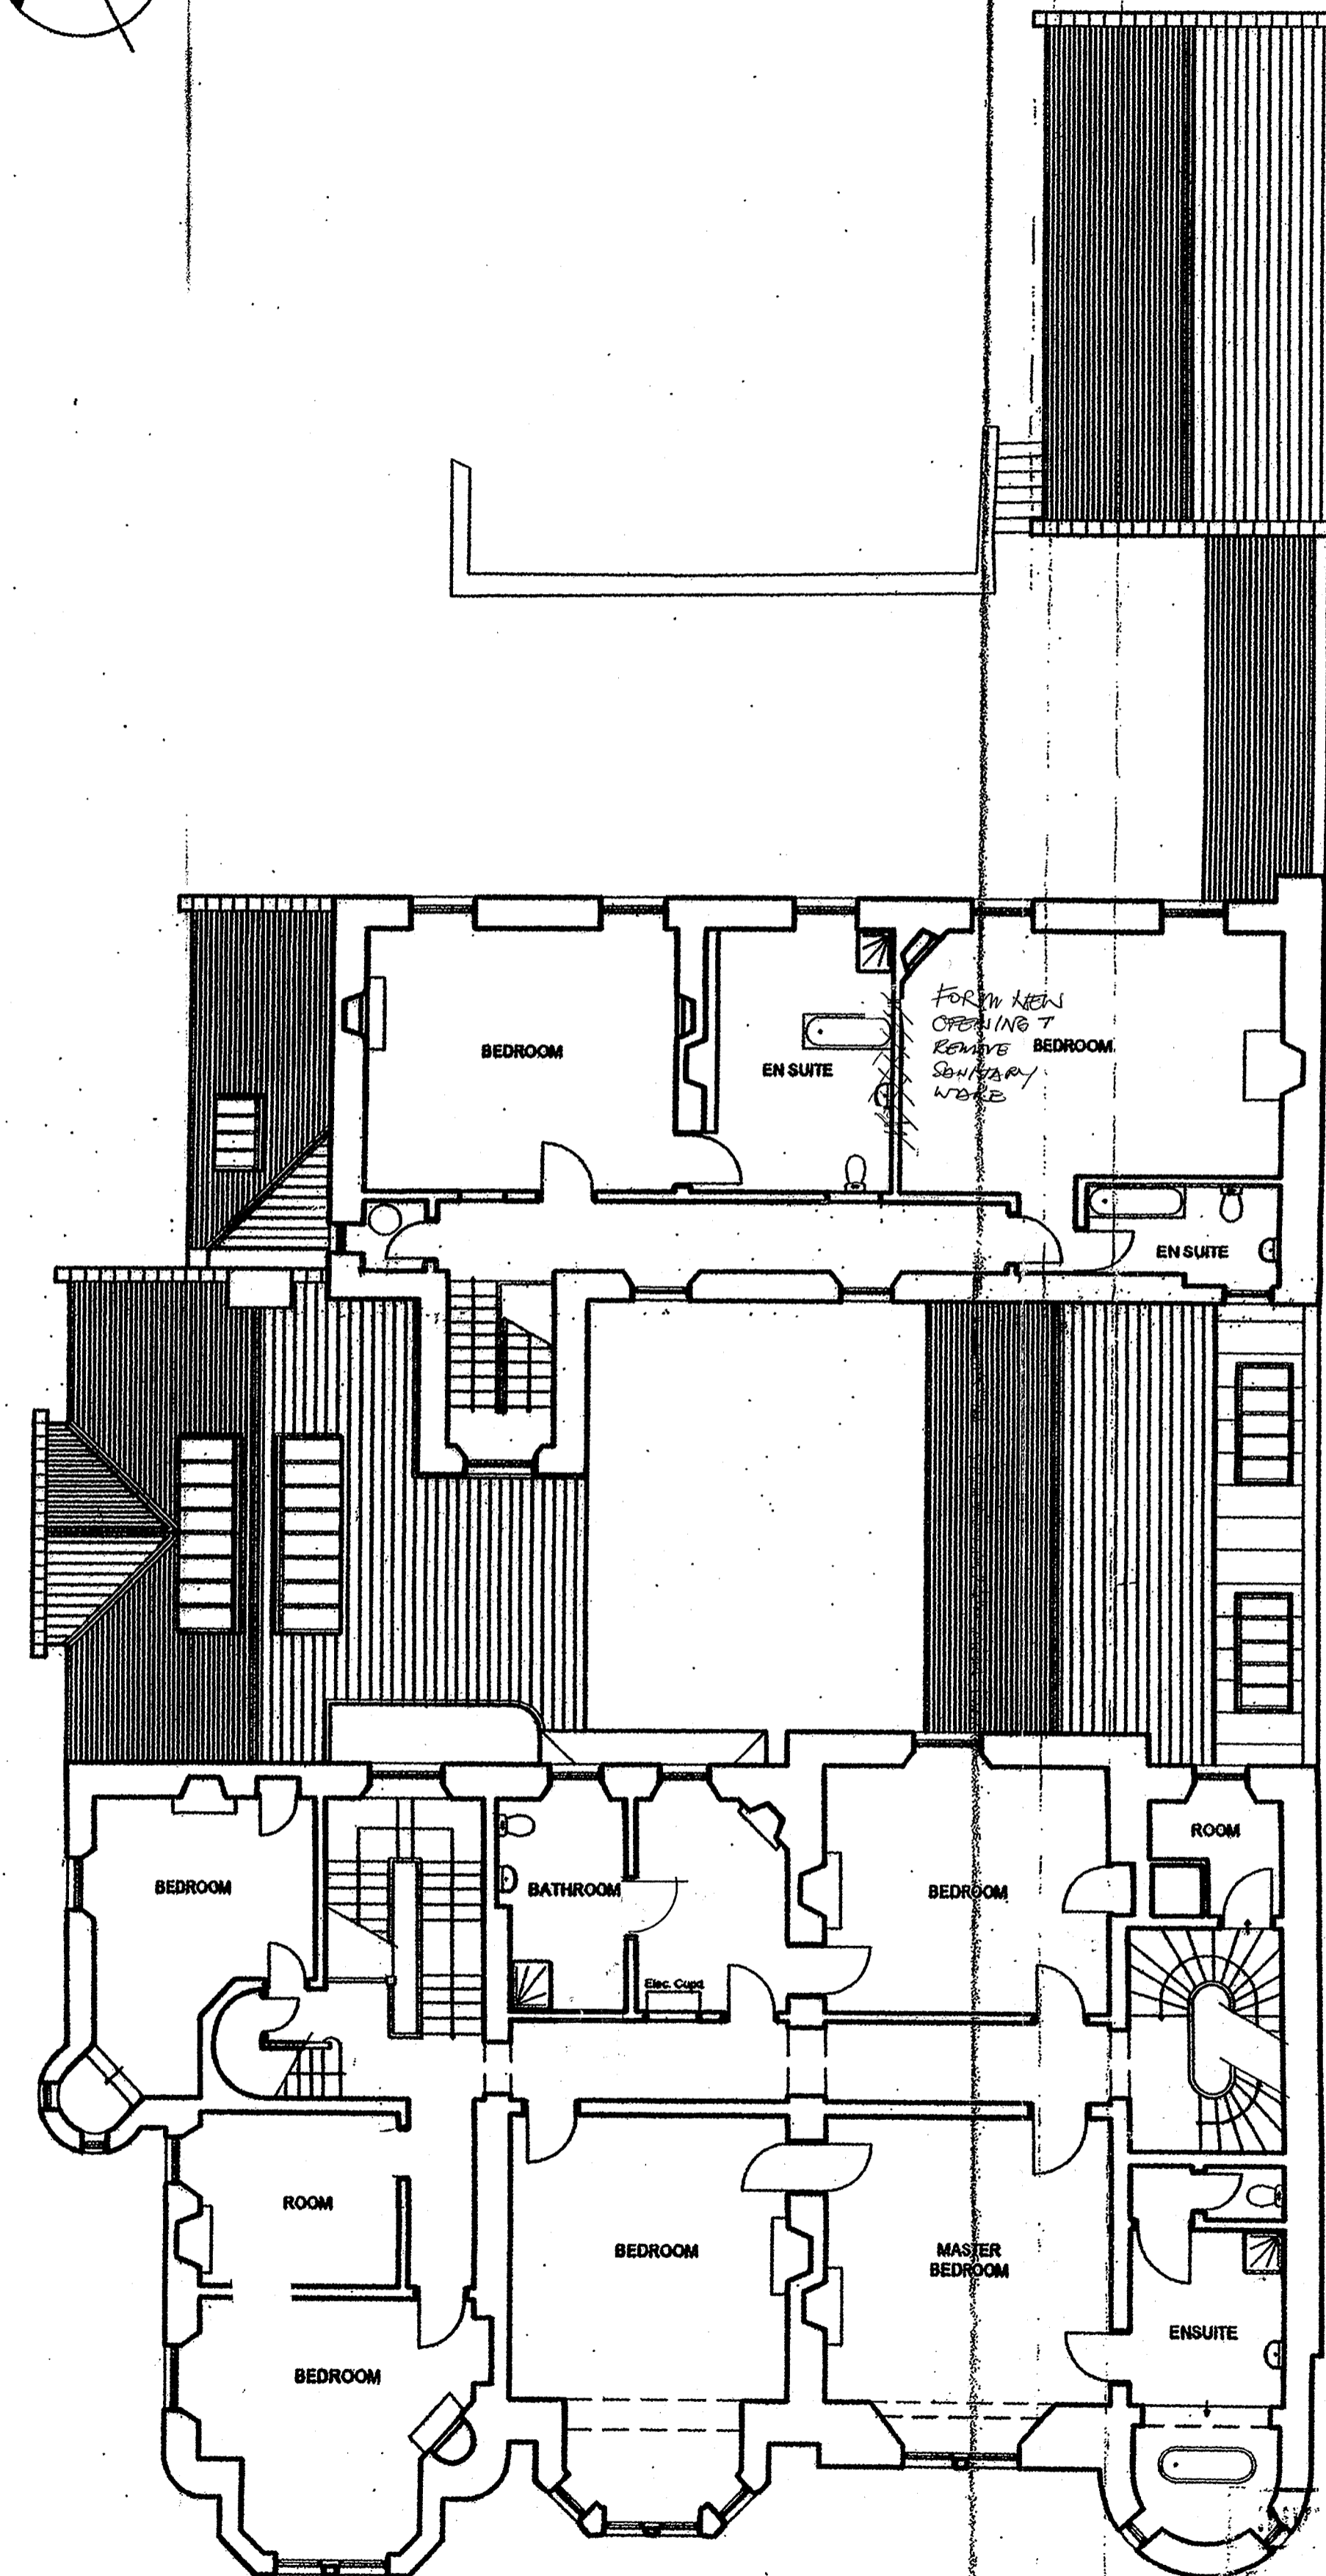 BEDROOM
EN SUITE
FORM NEW
OPENING +
REMOVE
SANITARY
WARE
BEDROOM
EN SUITE
BEDROOM
BATHROOM
Elec. Cupd
BEDROOM
ROOM
ROOM
BEDROOM
BEDROOM
MASTER
BEDROOM
ENSUITE